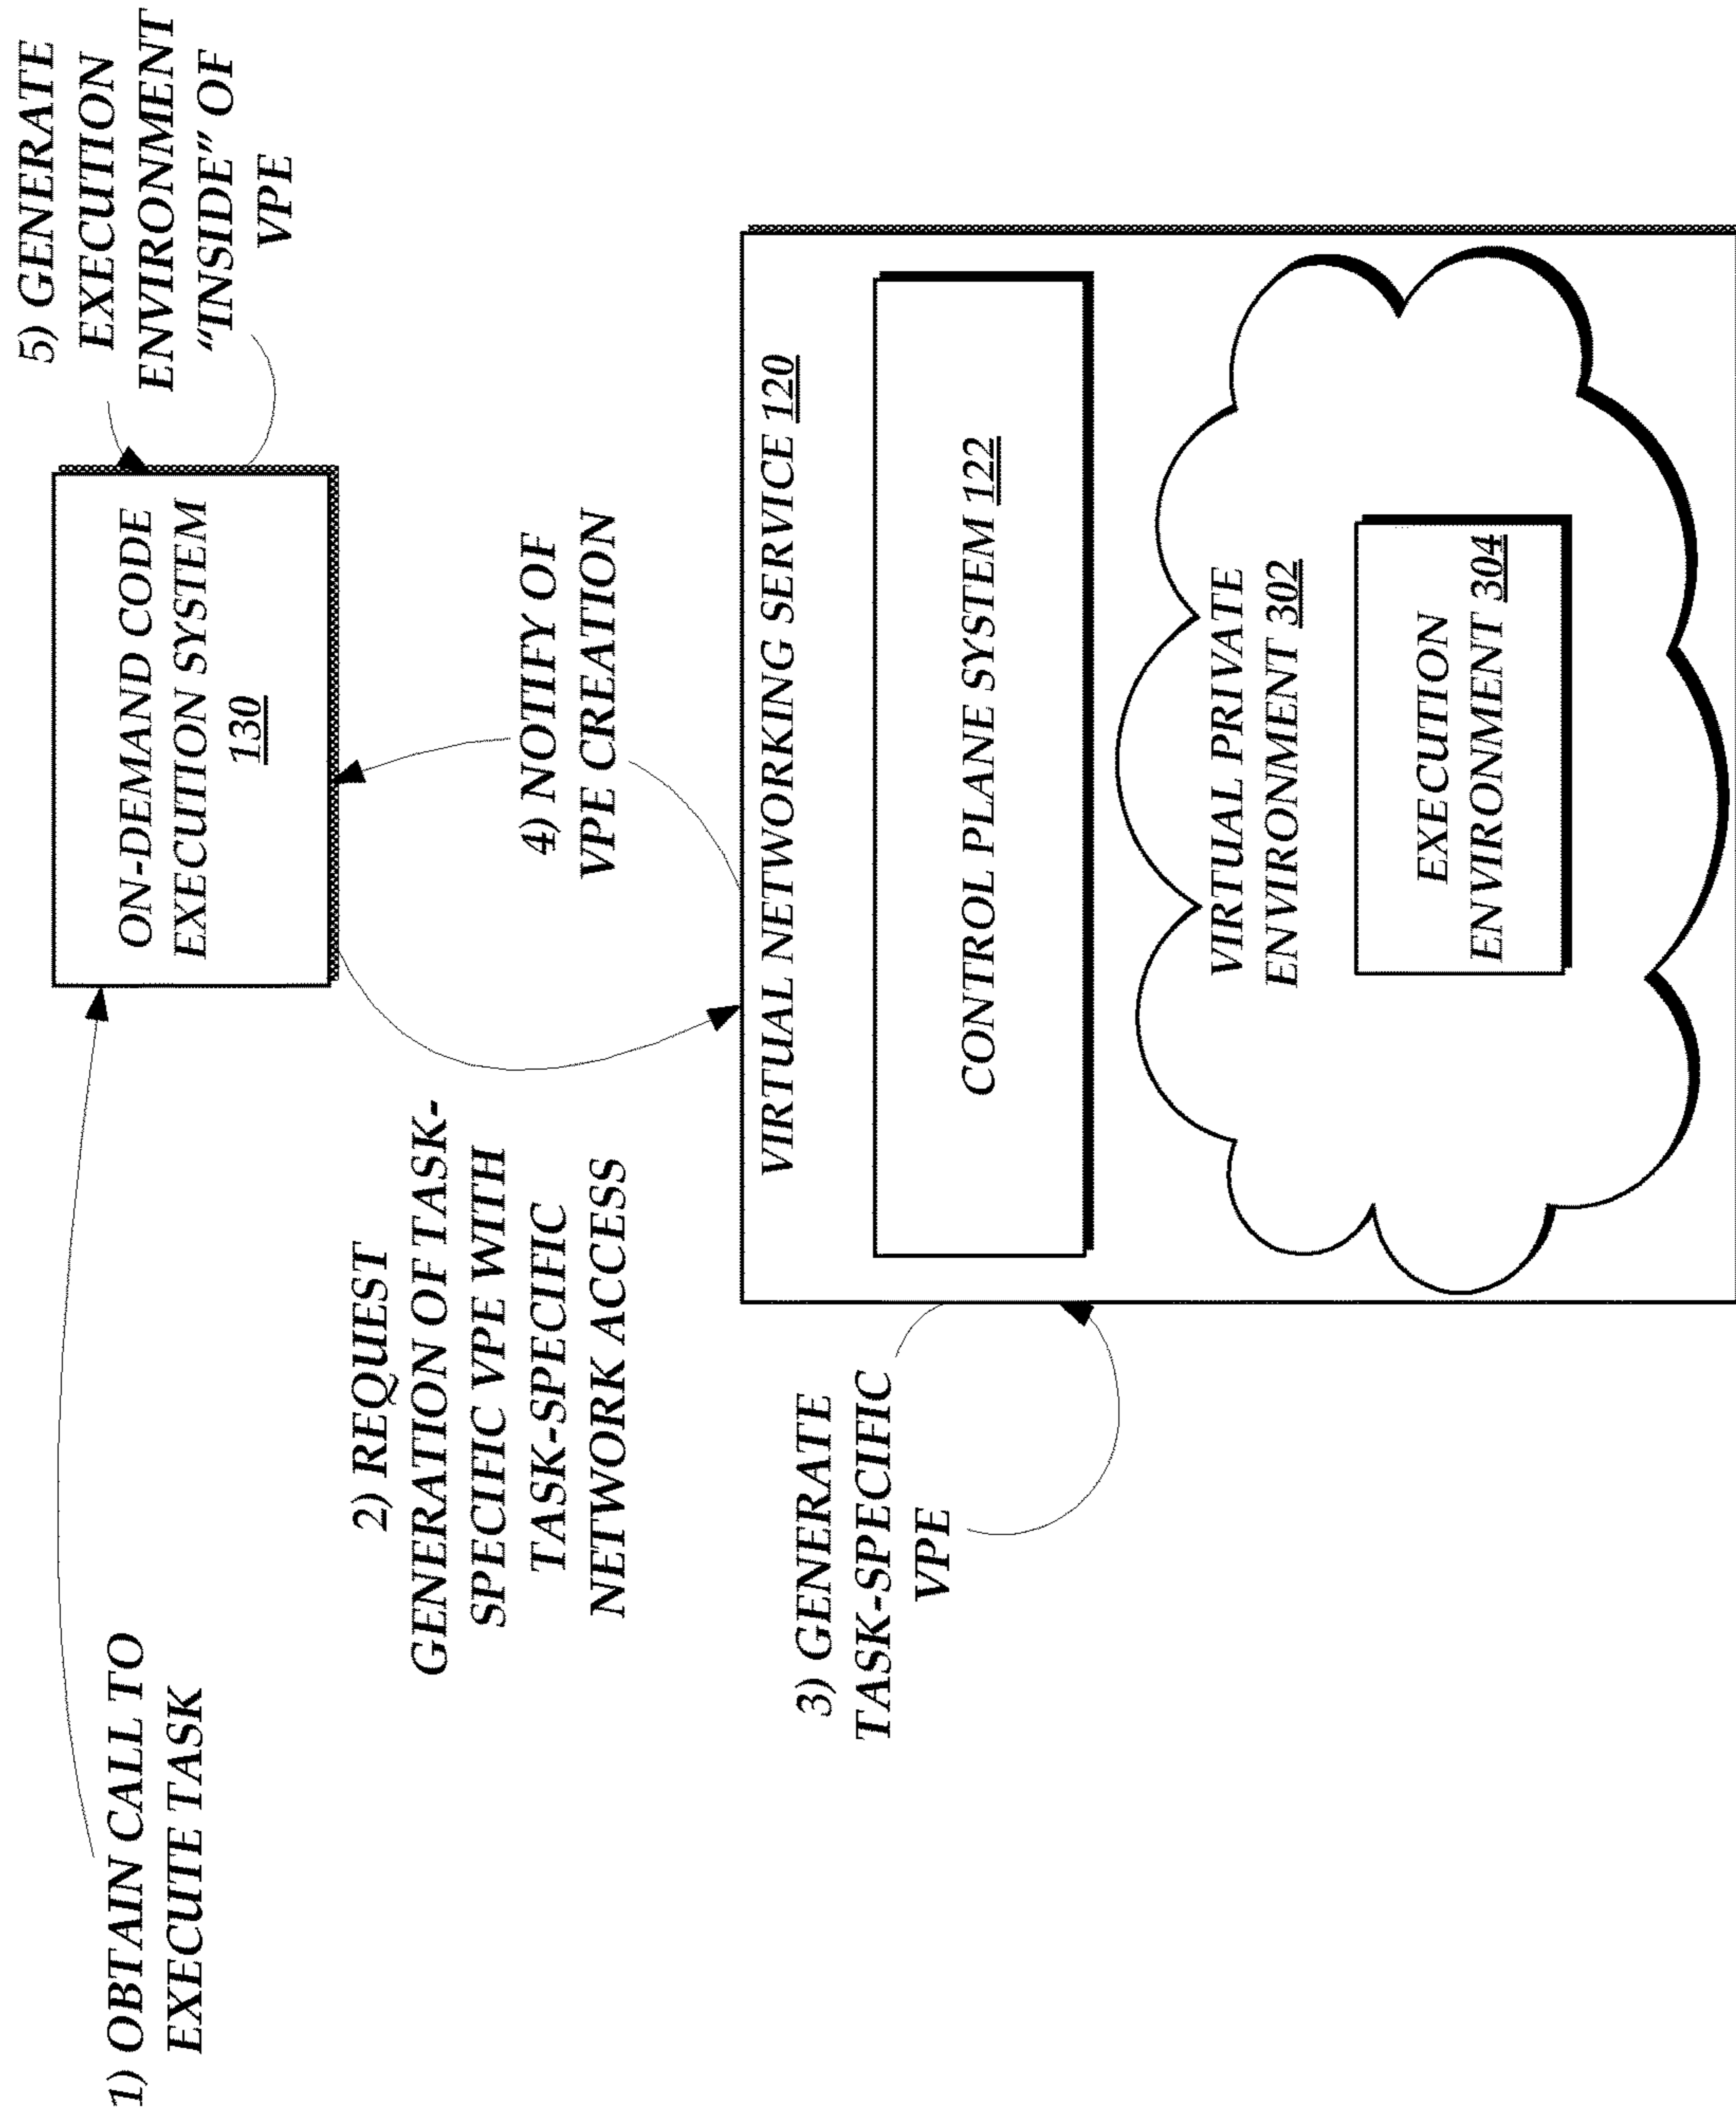 1) OBTAIN CALL TO
EXECUTE TASK
ON-DEMAND CODE
EXECUTION SYSTEM
130
5) GENERATE
EXECUTION
ENVIRONMENT
“INSIDE” OF
VPE
2) REQUEST
GENERATION OF TASK-
SPECIFIC VPE WITH
TASK-SPECIFIC
NETWORK ACCESS
4) NOTIFY OF
VPE CREATION
3) GENERATE
TASK-SPECIFIC
VPE
VIRTUAL NETWORKING SERVICE 120
CONTROL PLANE SYSTEM 122
VIRTUAL PRIVATE
ENVIRONMENT 302
EXECUTION
ENVIRONMENT 304